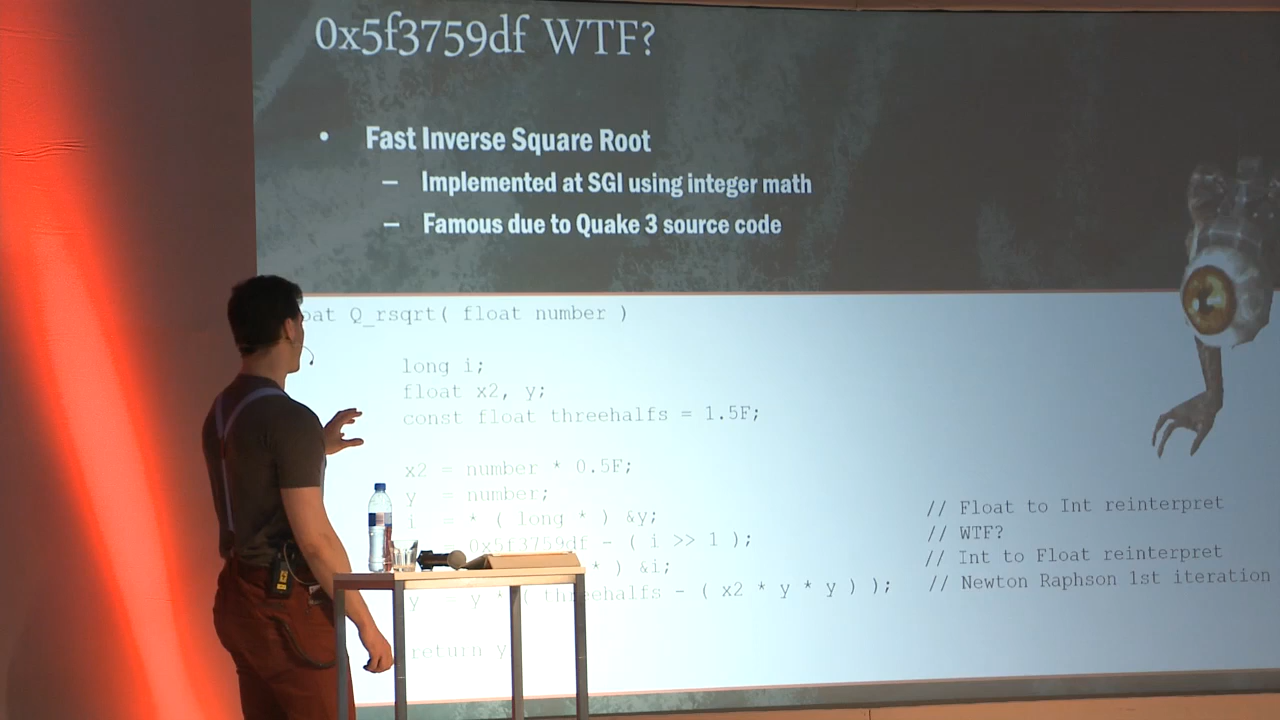 0x5f3759df WTF?
• Fast Inverse Square Root
– Implemented at SGI using integer math
– Famous due to Quake 3 source code
oat Q_rsqrt( float number )
long i;
float x2, y;
const float threehalfs = 1.5F;
x2 = number * 0.5F;
y = number;
i = * ( long * ) &y; // Float to Int reinterpret
= 0x5f3759df - ( i >> 1 ); // WTF?
* ) &i; // Int to Float reinterpret
y = y * ( threehalfs - ( x2 * y * y ) ); // Newton Raphson 1st iteration
return y